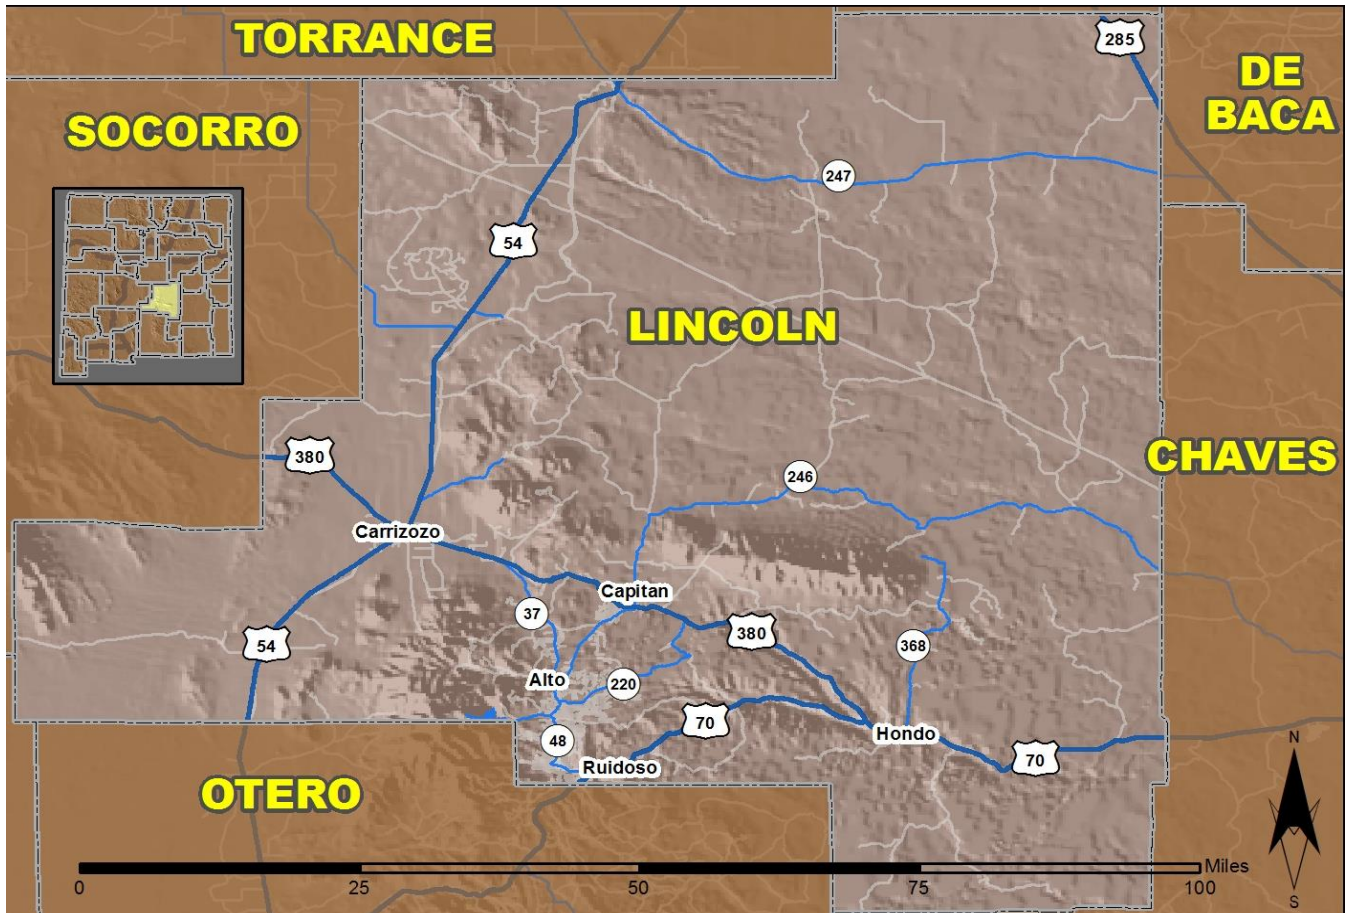 TORRANCE
285
DE
BACA
SOCORRO
247
54
LINCOLN
380
CHAVES
246
Carrizozo
Capitan
37
380
54
368
Alto
220
70
Hondo
48
70
Ruidoso
N
OTERO
Miles
0 25 50 75 100
S